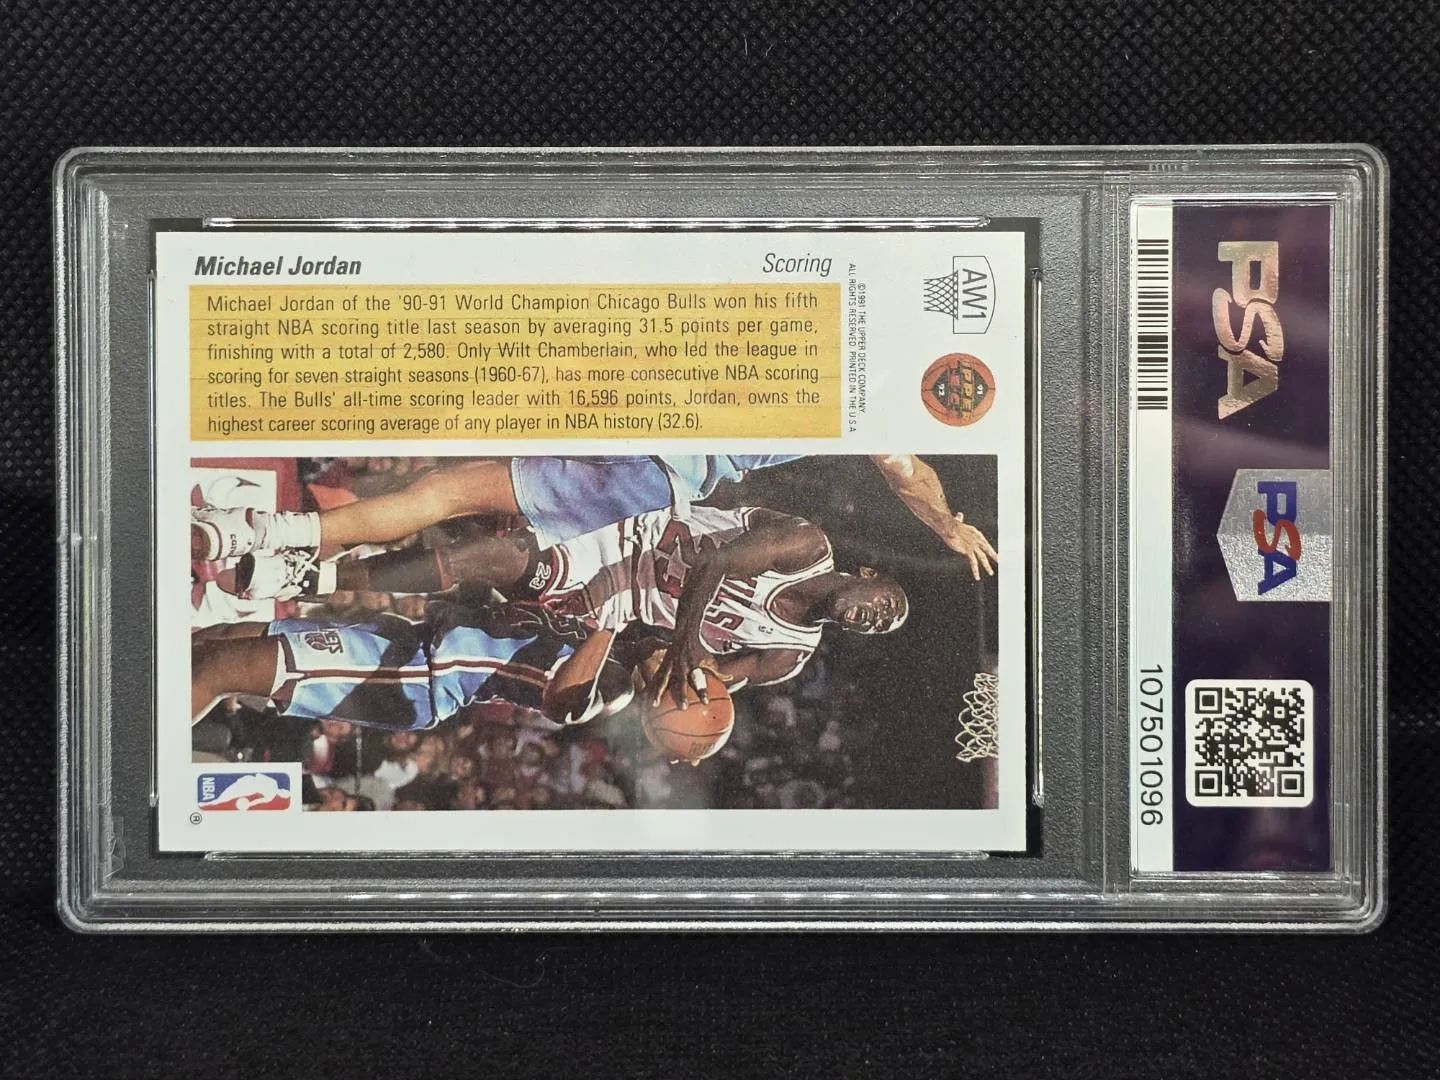 Michael Jordan
Scoring
Michael Jordan of the '90-91 World Champion Chicago Bulls won his fifth
straight NBA scoring title last season by averaging 31.5 points per game,
finishing with a total of 2,580. Only Wilt Chamberlain, who led the league in
scoring for seven straight seasons (1960-67), has more consecutive NBA scoring
titles. The Bulls' all-time scoring leader with 16,596 points, Jordan, owns the
highest career scoring average of any player in NBA history (32.6).
©1991 THE UPPER DECK COMPANY.
ALL RIGHTS RESERVED. PRINTED IN THE U.S.A.
AW1
23
NBA
®
PSA
PSA
107501096